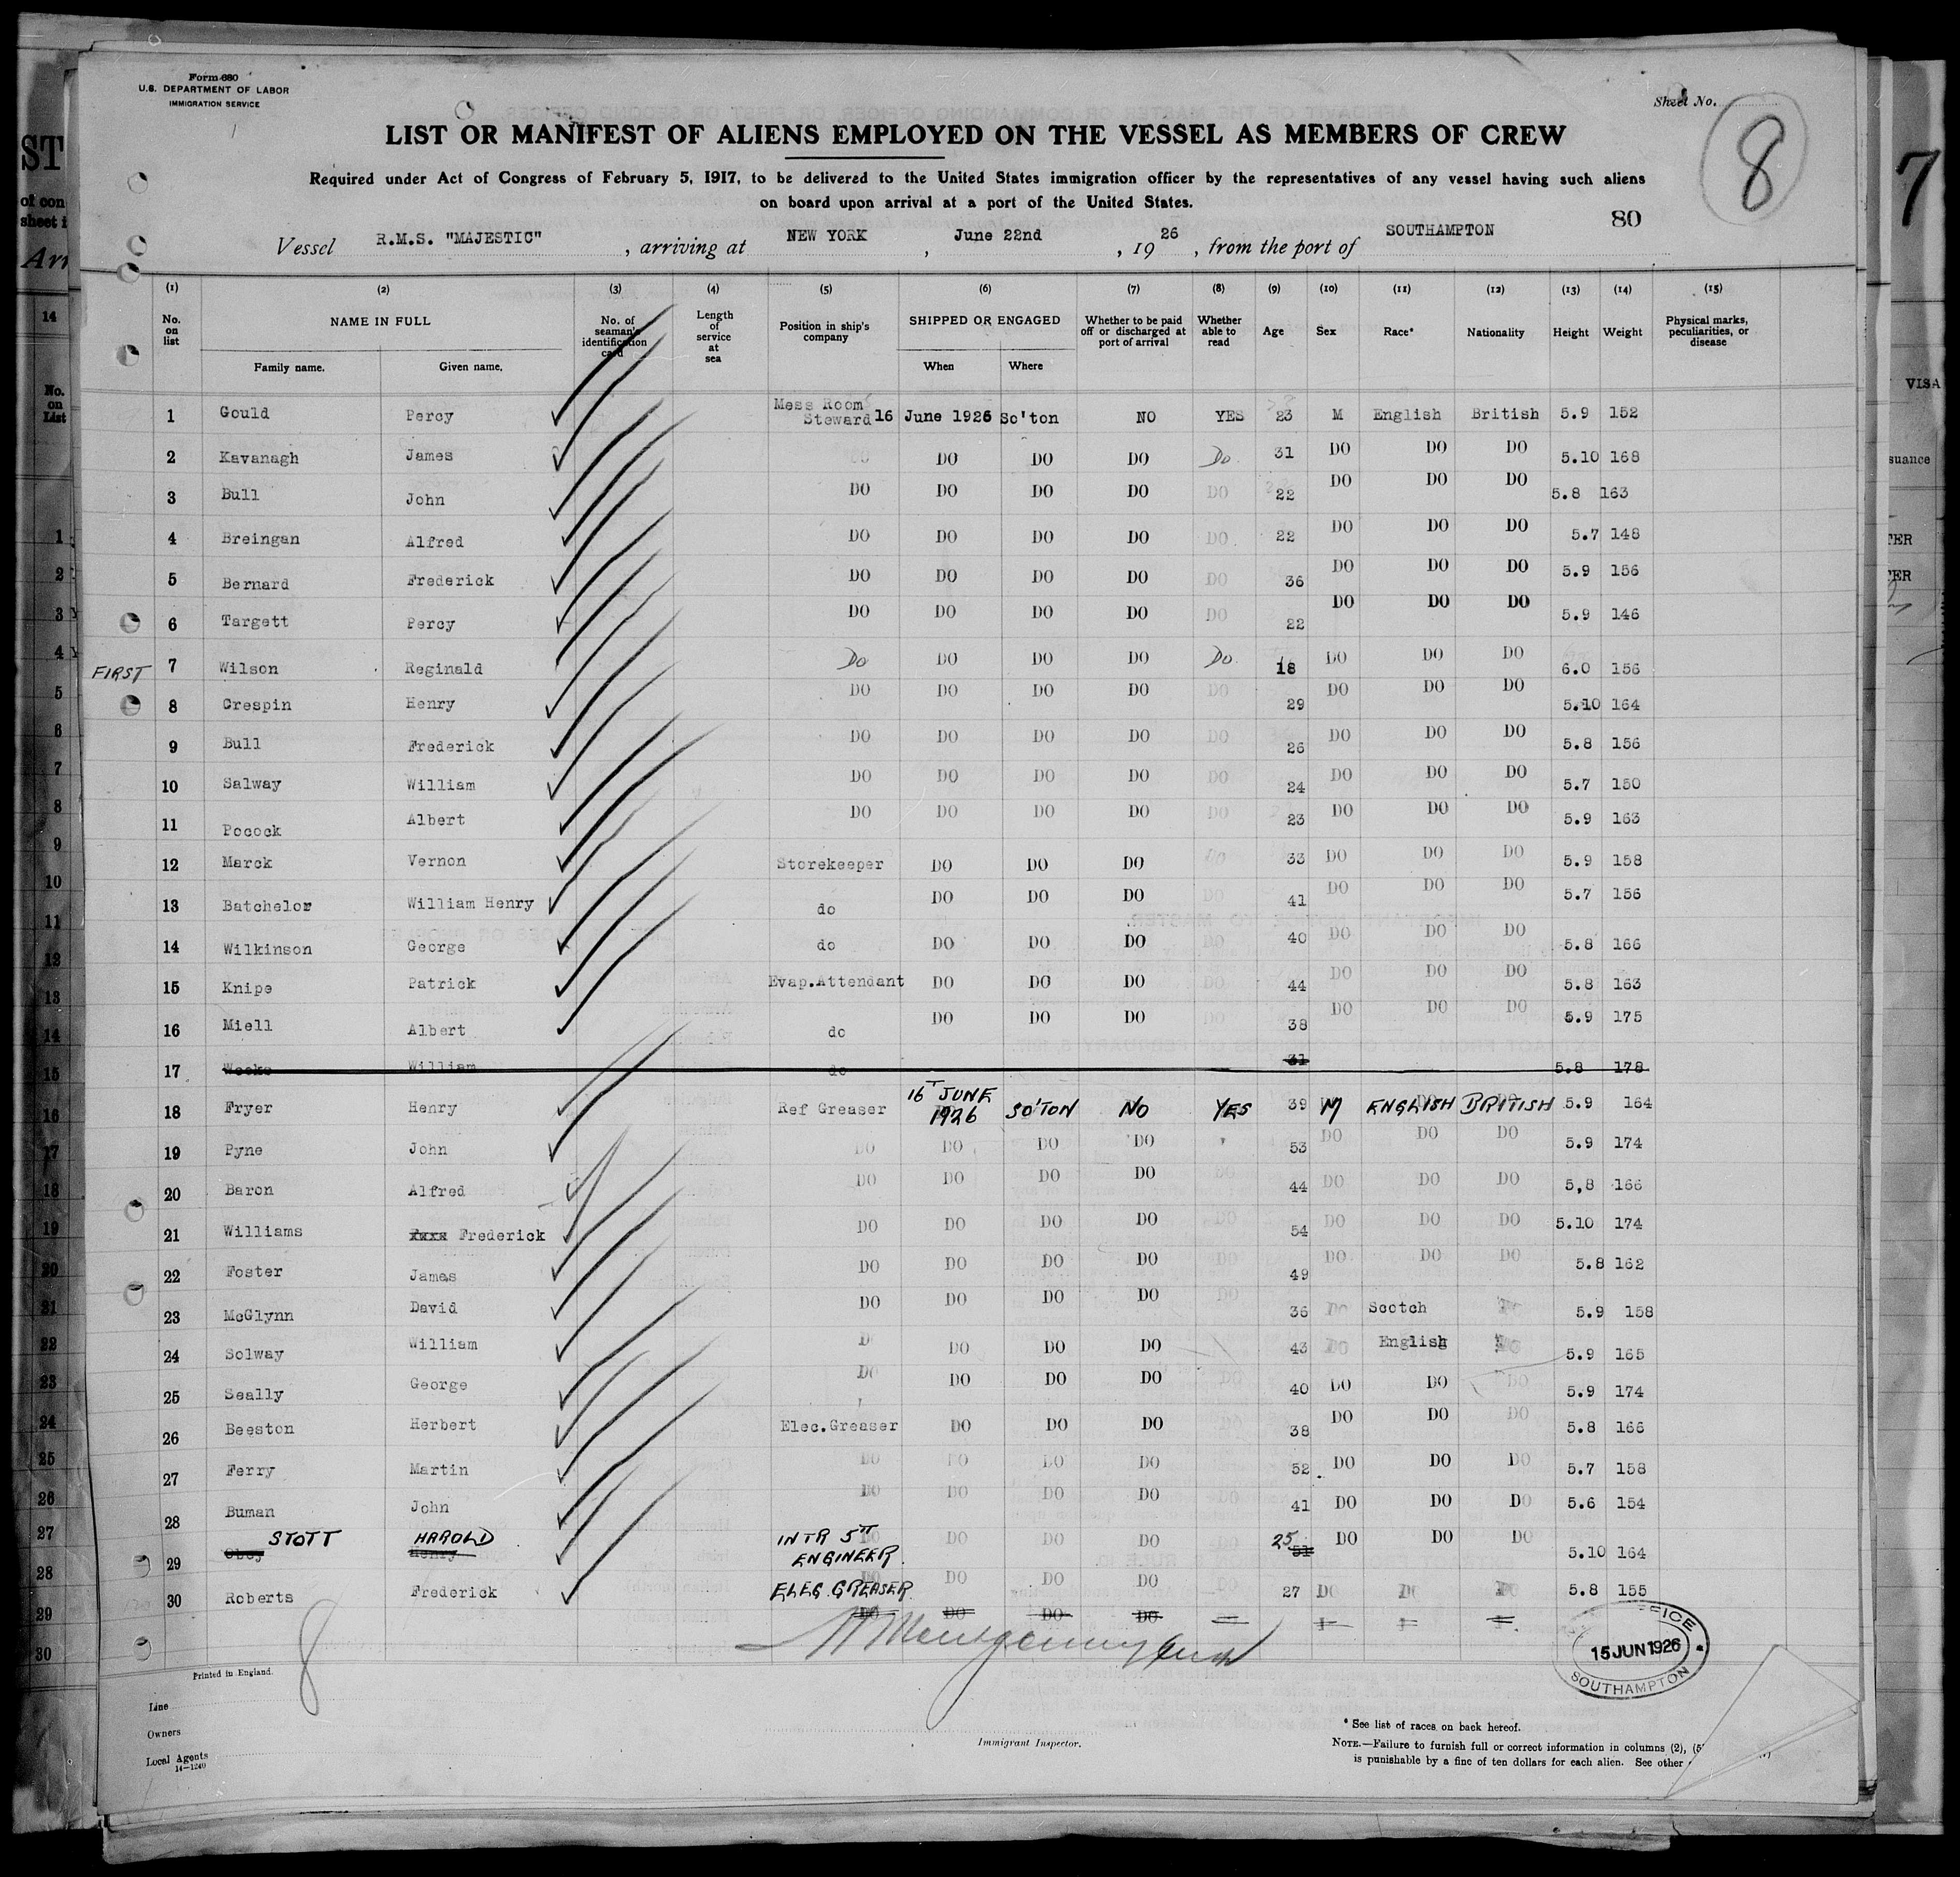 Form 680
U.S. DEPARTMENT OF LABOR
IMMIGRATION SERVICE
Sheet No.
8
LIST OR MANIFEST OF ALIENS EMPLOYED ON THE VESSEL AS MEMBERS OF CREW
Required under Act of Congress of February 5, 1917, to be delivered to the United States immigration officer by the representatives of any vessel having such aliens
on board upon arrival at a port of the United States.
80
Vessel R.M.S. "MAJESTIC" , arriving at NEW YORK , June 22nd , 1926 , from the port of SOUTHAMPTON
(1) (2) (3) (4) (5) (6) (7) (8) (9) (10) (11) (12) (13) (14) (15)
No. on list NAME IN FULL No. of seaman's identification card Length of service at sea Position in ship's company SHIPPED OR ENGAGED Whether to be paid off or discharged at port of arrival Whether able to read Age Sex Race* Nationality Height Weight Physical marks, peculiarities, or disease
Family name. Given name. When Where
1 Gould Percy Mess Room Steward 16 June 1926 So'ton NO YES 23 M English British 5.9 152
2 Kavanagh James DO DO DO Do 31 DO DO DO 5.10 168
3 Bull John DO DO DO DO DO 22 DO DO DO 5.8 163
4 Breingan Alfred DO DO DO DO DO 22 DO DO DO 5.7 148
5 Bernard Frederick DO DO DO DO DO 36 DO DO DO 5.9 156
6 Targett Percy DO DO DO DO DO 22 DO DO DO 5.9 146
FIRST 7 Wilson Reginald Do DO DO DO Do 18 DO DO DO 6.0 156
8 Crespin Henry DO DO DO DO DO 29 DO DO DO 5.10 164
9 Bull Frederick DO DO DO DO DO 26 DO DO DO 5.8 156
10 Salway William DO DO DO DO DO 24 DO DO DO 5.7 150
11 Pocock Albert DO DO DO DO DO 23 DO DO DO 5.9 163
12 Marck Vernon Storekeeper DO DO DO DO 33 DO DO DO 5.9 158
13 Batchelor William Henry do DO DO DO DO 41 DO DO DO 5.7 156
14 Wilkinson George do DO DO DO DO 40 DO DO DO 5.8 166
15 Knipe Patrick Evap.Attendant DO DO DO DO 44 DO DO DO 5.8 163
16 Miell Albert do DO DO DO DO 38 DO DO DO 5.9 175
17 Weeks William do 31 5.8 178
18 Fryer Henry Ref Greaser 16T JUNE 1926 SO'TON NO YES 39 M ENGLISH BRITISH 5.9 164
19 Pyne John DO DO DO DO " 53 DO DO DO 5.9 174
20 Baron Alfred DO DO DO DO 44 DO DO DO 5,8 166
21 Williams Frederick DO DO DO DO 54 DO DO DO 5.10 174
22 Foster James DO DO DO DO 49 DO DO DO 5.8 162
23 McGlynn David DO DO DO DO 36 DO Scotch 5.9 158
24 Solway William D DO DO DO 43 DO English DO 5.9 165
25 Seally George DO DO DO DO 40 DO DO DO 5.9 174
26 Beeston Herbert Elec.Greaser DO DO DO 38 DO DO DO 5.8 166
27 Ferry Martin DO DO DO DO 52 DO DO DO 5.7 158
28 Buman John DO DO DO DO 41 DO DO DO 5.6 154
29 STOTT HAROLD Henry INTR 5TH ENGINEER DO DO DO 25 51 DO DO DO 5.10 164
30 Roberts Frederick ELEC. GREASER DO DO DO 27 DO DO 5.8 155
DO DO DO DO
8
OFFICE
15 JUN 1926
SOUTHAMPTON
Printed in England.
Line
Owners
Local Agents
14-1240
Immigrant Inspector.
* See list of races on back hereof.
NOTE.—Failure to furnish full or correct information in columns (2), (5
is punishable by a fine of ten dollars for each alien. See other